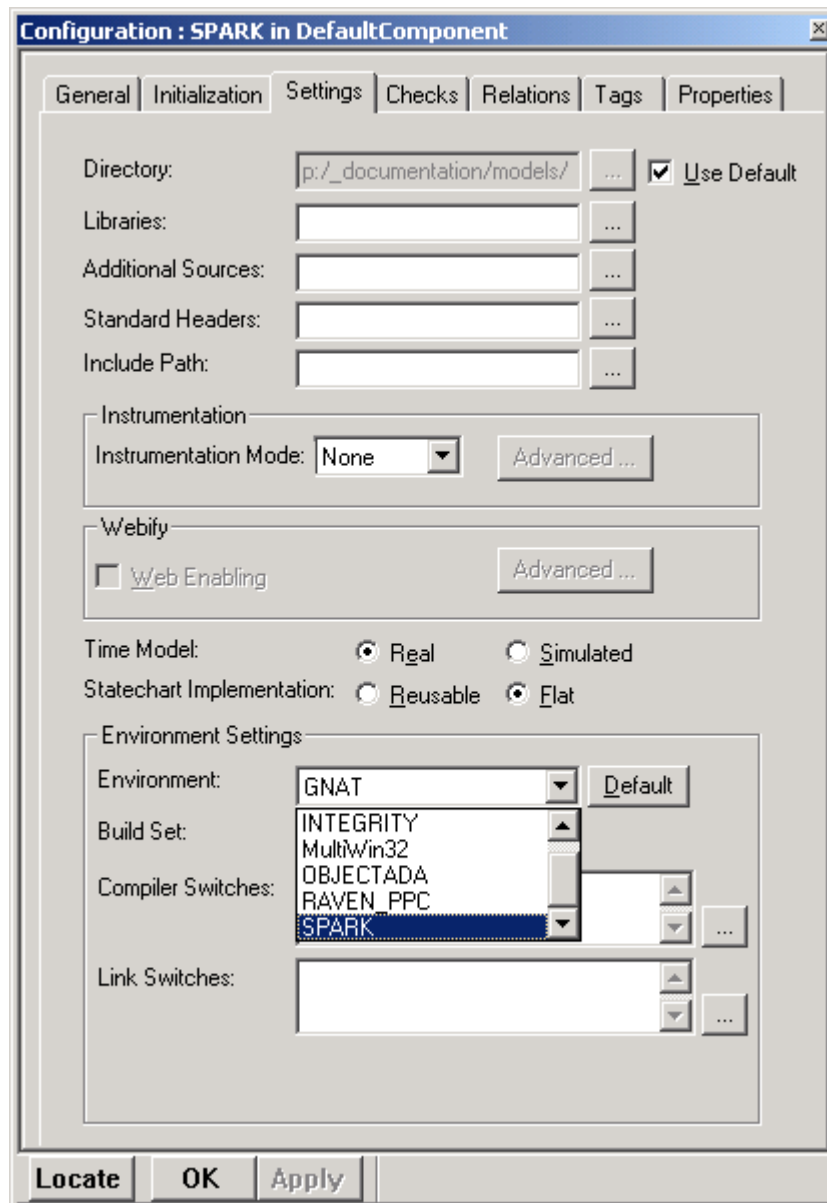 Configuration : SPARK in DefaultComponent
General Initialization Settings Checks Relations Tags Properties
Directory: p:/_documentation/models/ ... Use Default
Libraries: ...
Additional Sources: ...
Standard Headers: ...
Include Path: ...
Instrumentation
Instrumentation Mode: None Advanced ...
Webify
Web Enabling Advanced ...
Time Model: Real Simulated
Statechart Implementation: Reusable Flat
Environment Settings
Environment: GNAT Default
INTEGRITY
Build Set:
MultiWin32
OBJECTADA
Compiler Switches:
RAVEN_PPC
SPARK ...
Link Switches:
...
Locate OK Apply